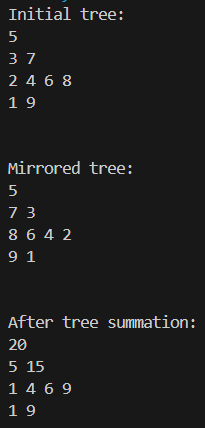 Initial tree:
5
3 7
2 4 6 8
1 9
Mirrored tree:
5
7 3
8 6 4 2
9 1
After tree summation:
20
5 15
1 4 6 9
1 9